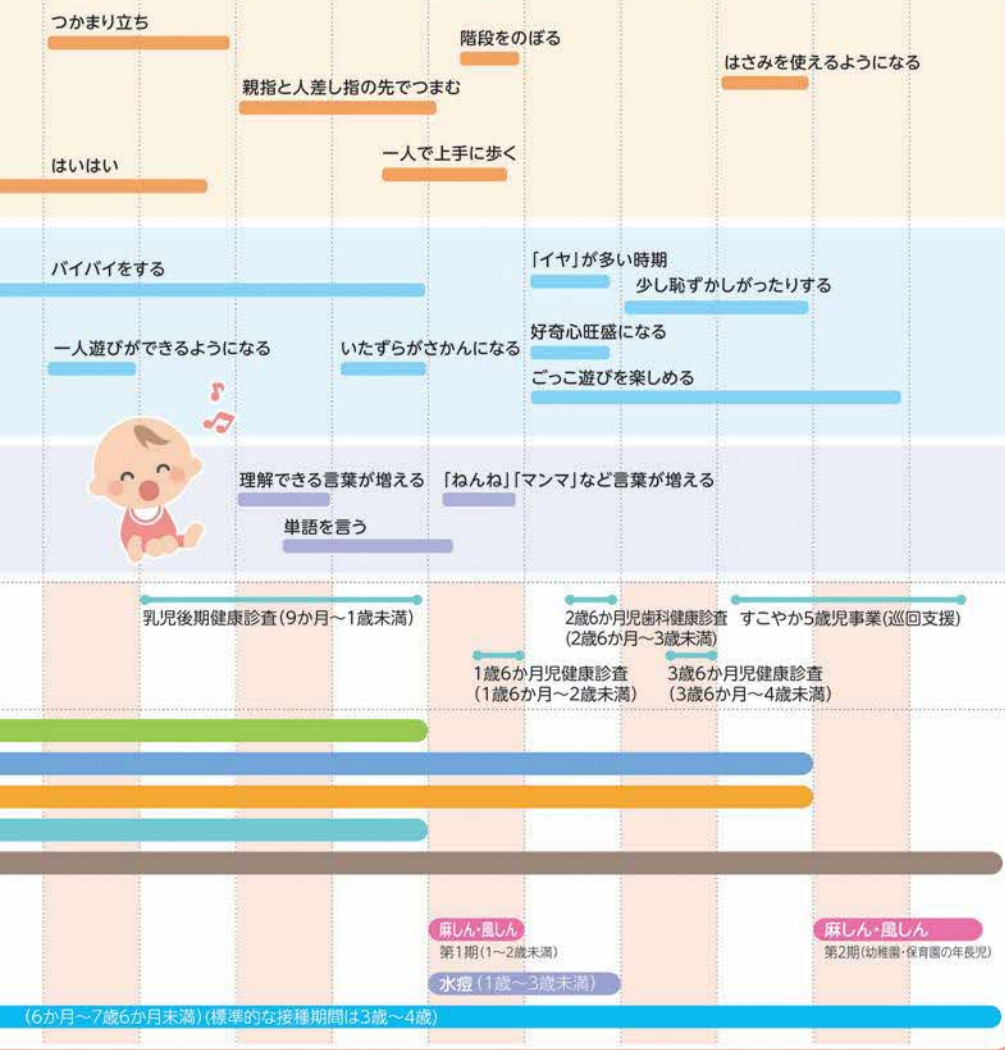 つかまり立ち
階段をのぼる
はさみを使えるようになる
親指と人差し指の先でつまむ
一人で上手に歩く
はいはい
バイバイをする
「イヤ」が多い時期
少し恥ずかしがったりする
好奇心旺盛になる
一人遊びができるようになる
いたずらがさかんになる
ごっこ遊びを楽しめる
理解できる言葉が増える
「ねんね」「マンマ」など言葉が増える
単語を言う
乳児後期健康診査(9か月～1歳未満)
2歳6か月児歯科健康診査
(2歳6か月～3歳未満)
すこやか5歳児事業(巡回支援)
1歳6か月児健康診査
(1歳6か月～2歳未満)
3歳6か月児健康診査
(3歳6か月～4歳未満)
麻しん・風しん
第1期(1～2歳未満)
麻しん・風しん
第2期(幼稚園・保育園の年長児)
水痘(1歳～3歳未満)
(6か月～7歳6か月未満)(標準的な接種期間は3歳～4歳)